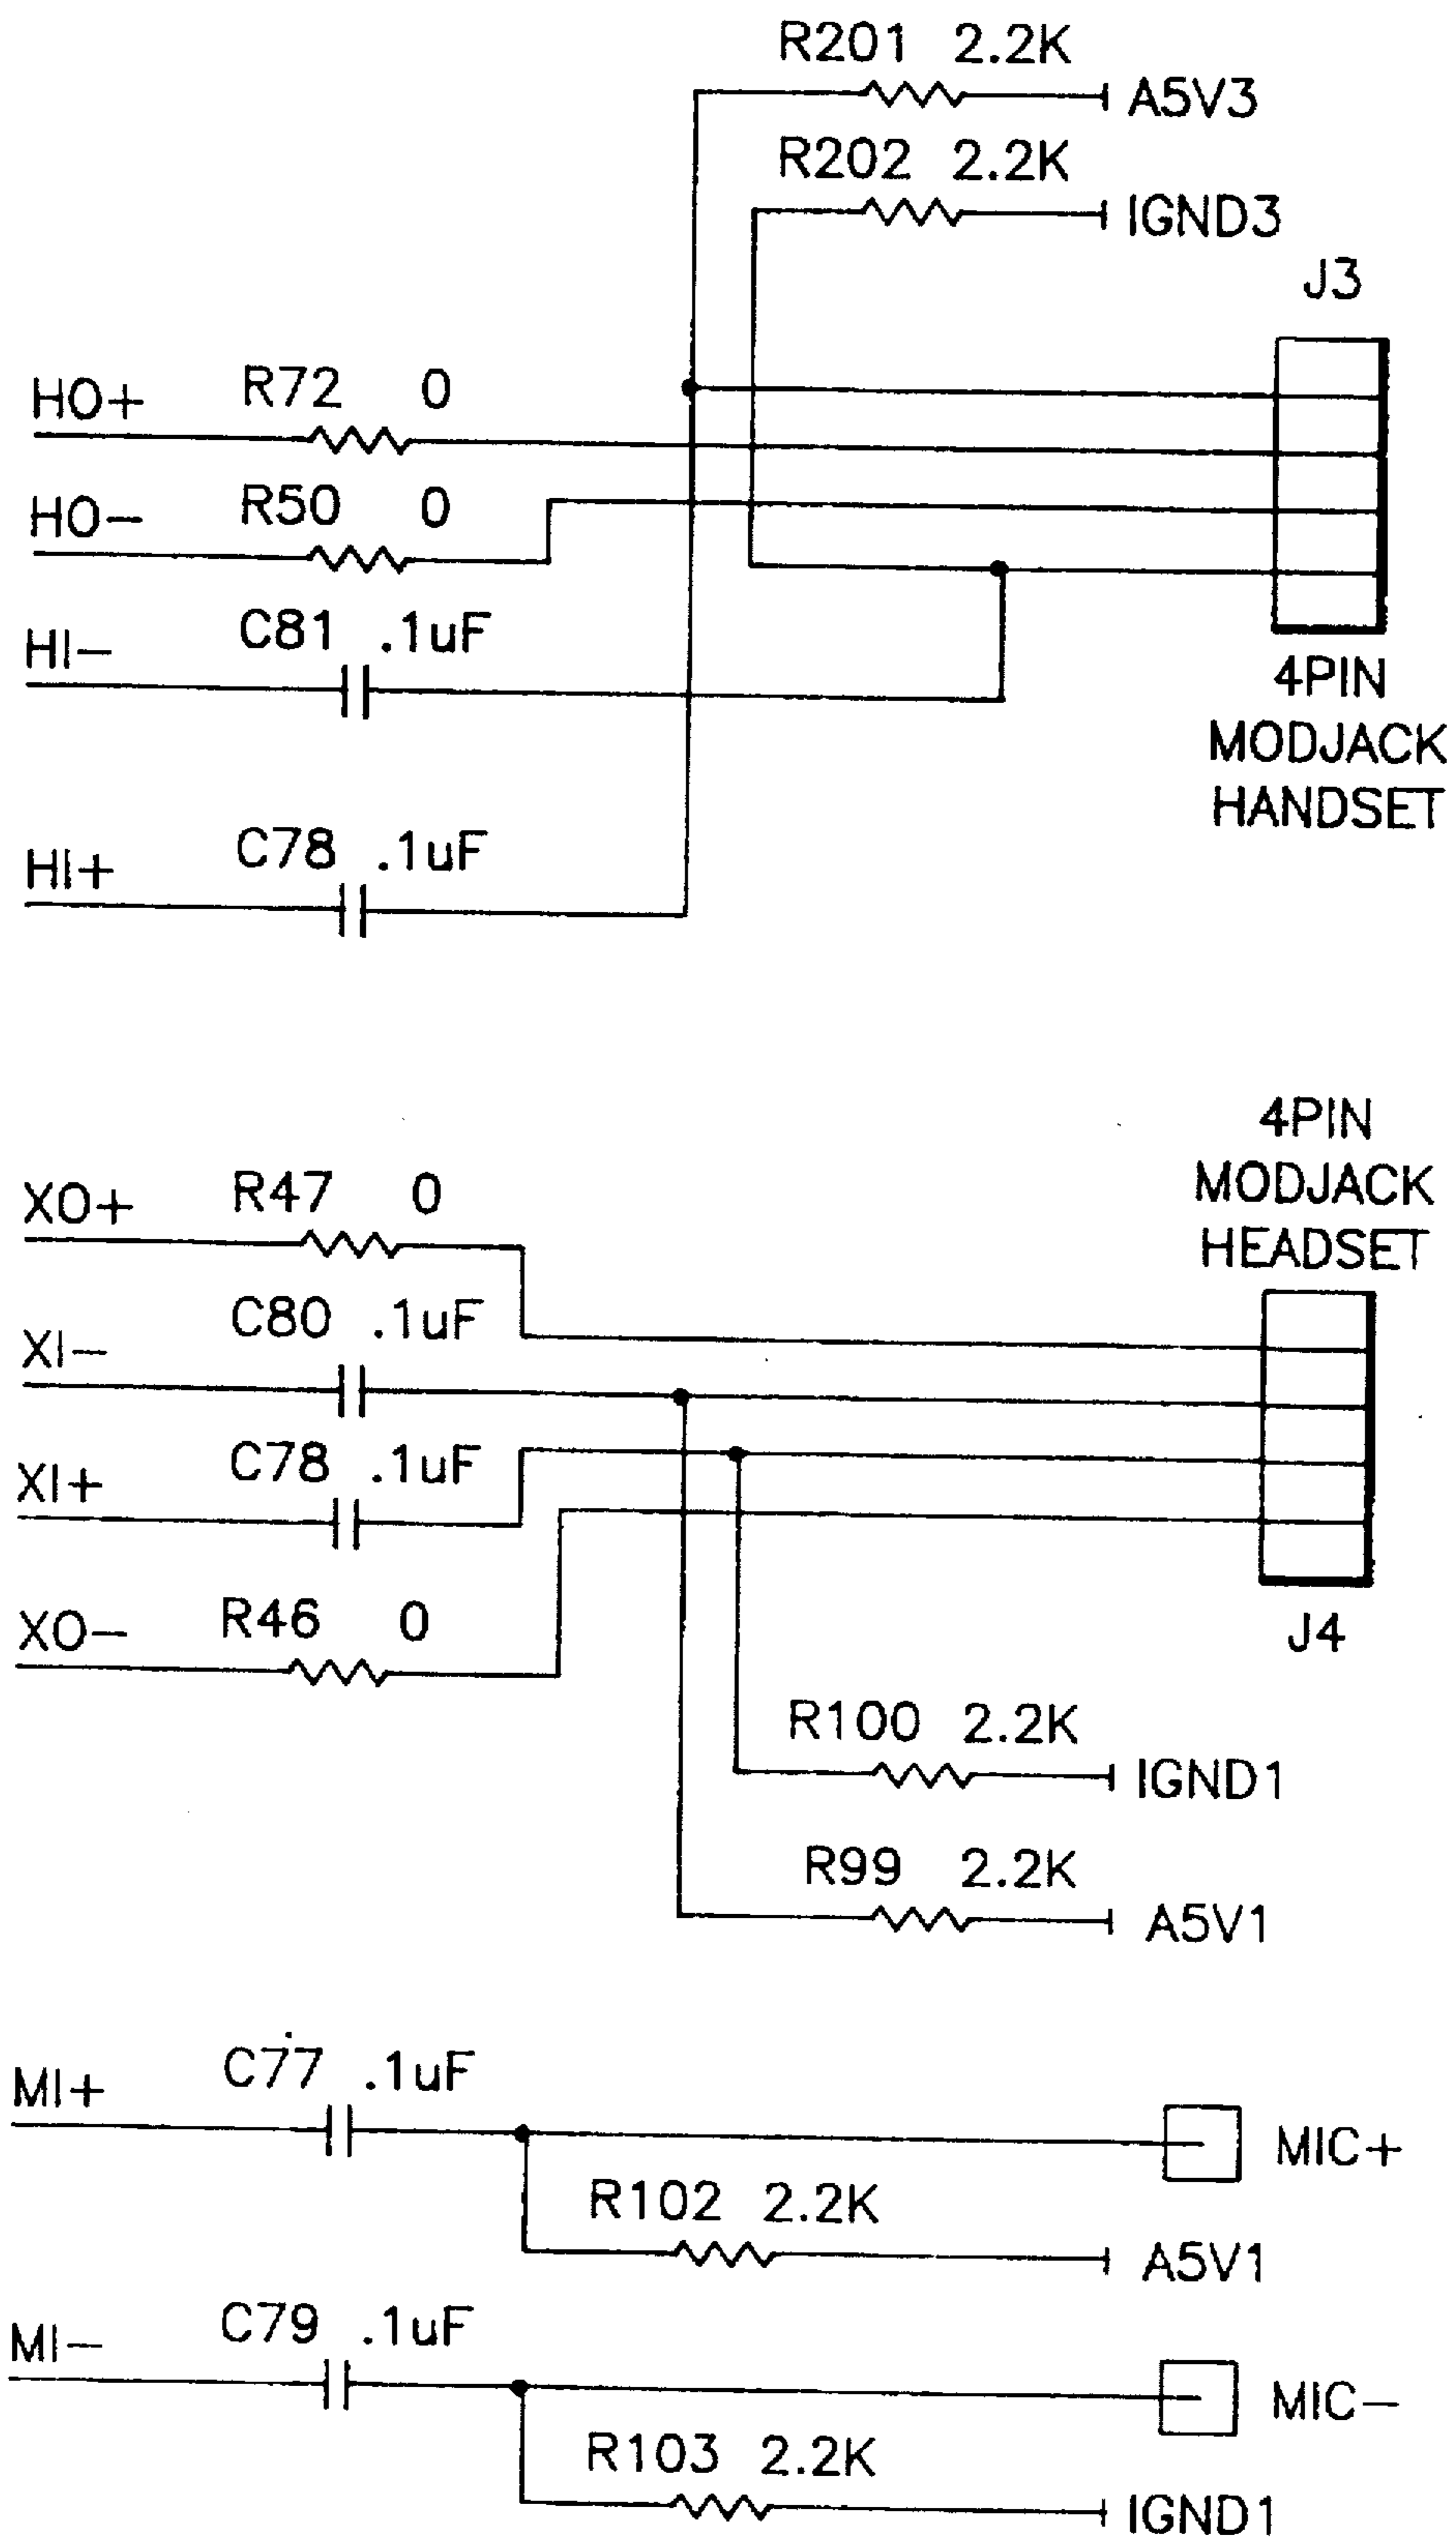 R201 2.2K
A5V3
R202 2.2K
IGND3
J3
HO+ R72 0
HO- R50 0
HI- C81 .1uF
4PIN
MODJACK
HANDSET
HI+ C78 .1uF
4PIN
MODJACK
HEADSET
XO+ R47 0
XI- C80 .1uF
XI+ C78 .1uF
XO- R46 0
J4
R100 2.2K
IGND1
R99 2.2K
A5V1
MI+ C77 .1uF
MIC+
R102 2.2K
A5V1
MI- C79 .1uF
MIC-
R103 2.2K
IGND1